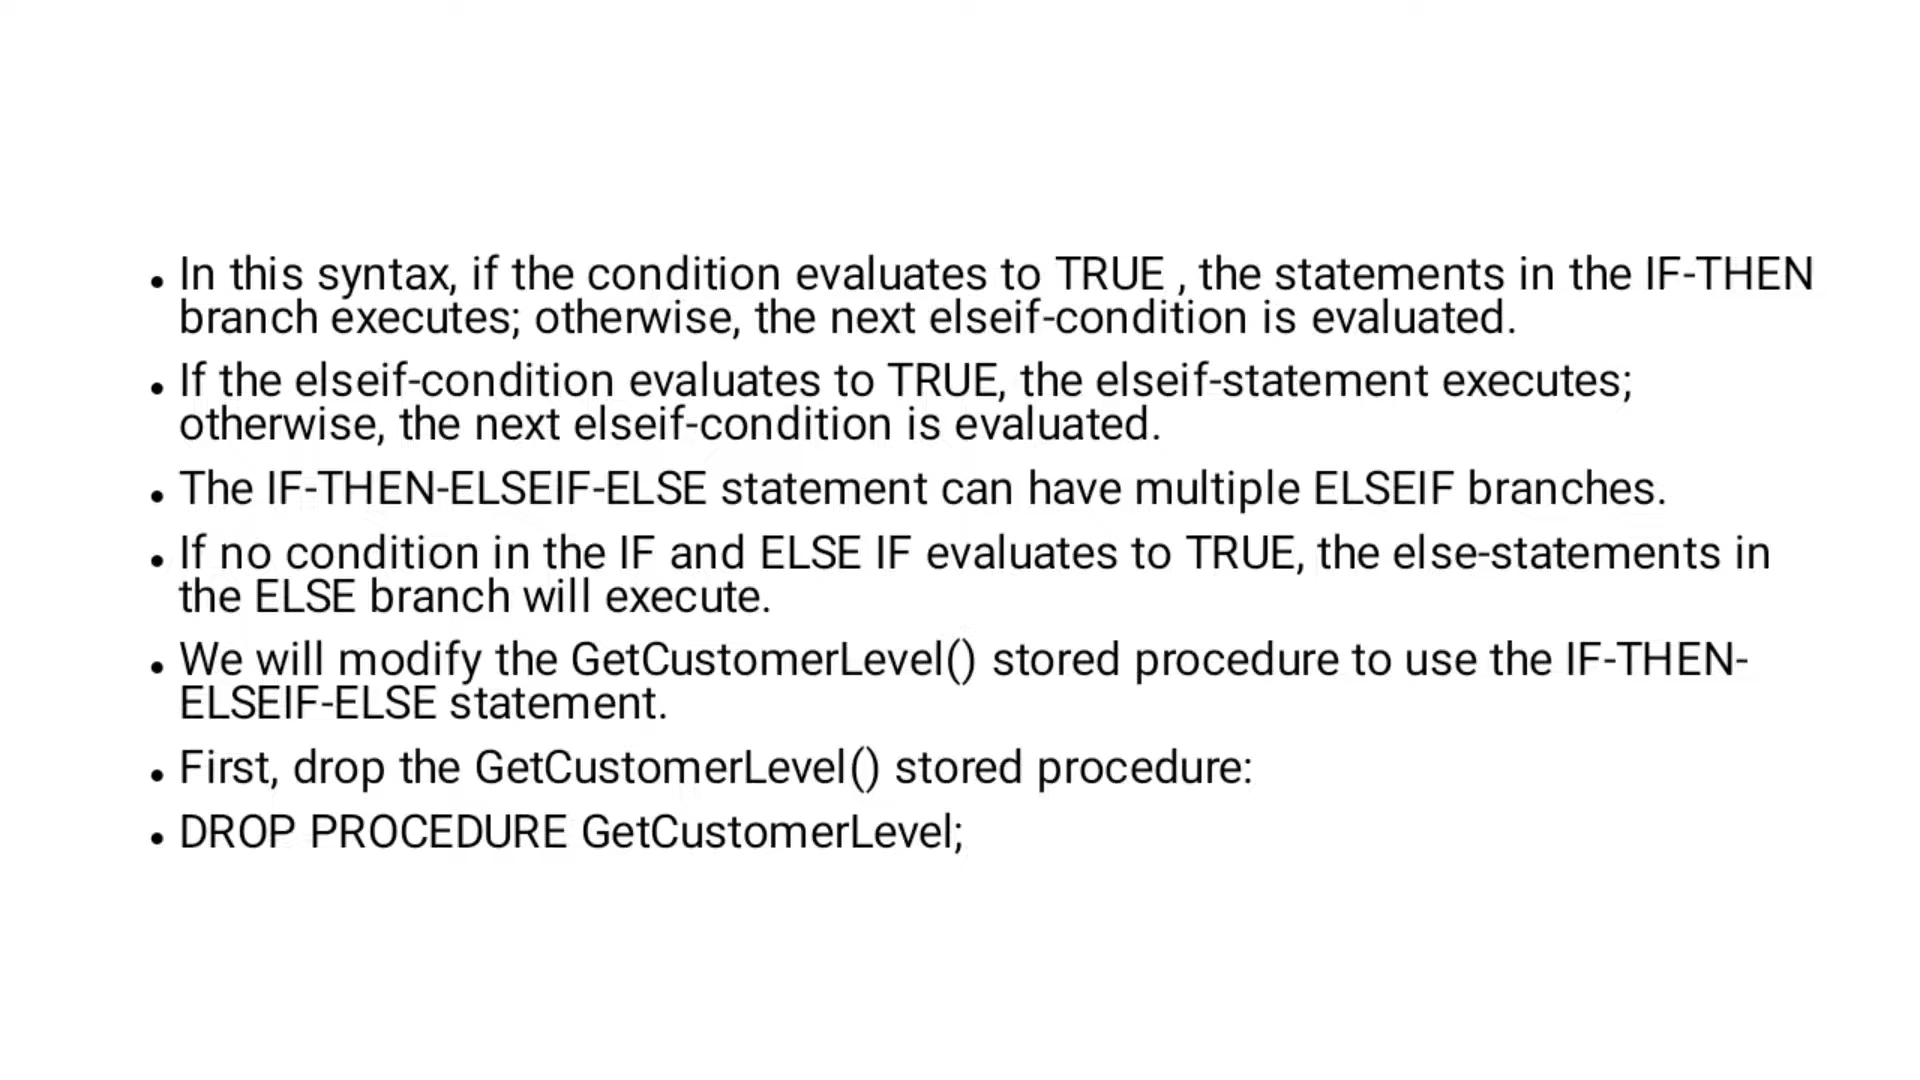 • In this syntax, if the condition evaluates to TRUE , the statements in the IF-THEN
branch executes; otherwise, the next elseif-condition is evaluated.
• If the elseif-condition evaluates to TRUE, the elseif-statement executes;
otherwise, the next elseif-condition is evaluated.
• The IF-THEN-ELSEIF-ELSE statement can have multiple ELSEIF branches.
• If no condition in the IF and ELSE IF evaluates to TRUE, the else-statements in
the ELSE branch will execute.
• We will modify the GetCustomerLevel() stored procedure to use the IF-THEN-
ELSEIF-ELSE statement.
• First, drop the GetCustomerLevel() stored procedure:
• DROP PROCEDURE GetCustomerLevel;